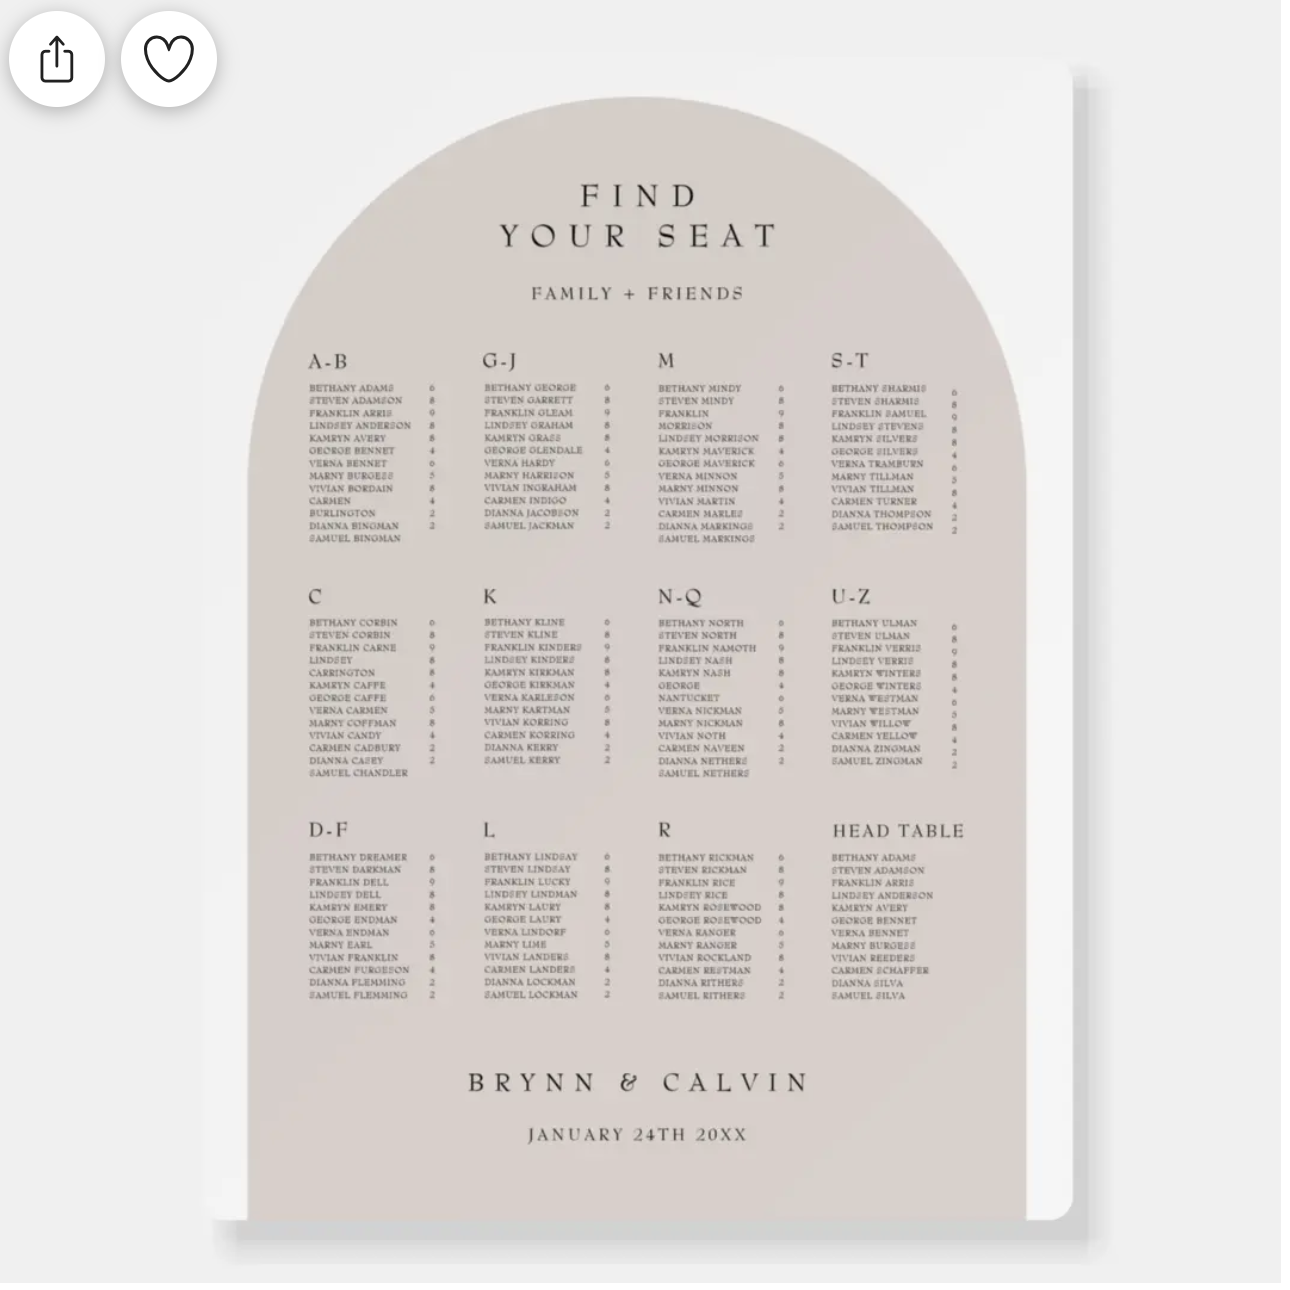 FIND
YOUR SEAT
FAMILY + FRIENDS
A-B
BETHANY ADAMS 6
STEVEN ADAMSON 8
FRANKLIN ARRIS 9
LINDSEY ANDERSON 8
KAMRYN AVERY 8
GEORGE BENNET 4
VERNA BENNET 6
MARNY BURGESS 5
VIVIAN BORDAIN 8
CARMEN 4
BURLINGTON 2
DIANNA BINGMAN 2
SAMUEL BINGMAN
G-J
BETHANY GEORGE 6
STEVEN GARRETT 8
FRANKLIN GLEAM 9
LINDSEY GRAHAM 8
KAMRYN GRASS 8
GEORGE GLENDALE 4
VERNA HARDY 6
MARNY HARRISON 5
VIVIAN INGRAHAM 8
CARMEN INDIGO 4
DIANNA JACOBSON 2
SAMUEL JACKMAN 2
M
BETHANY MINDY 6
STEVEN MINDY 8
FRANKLIN 9
MORRISON 8
LINDSEY MORRISON 8
KAMRYN MAVERICK 4
GEORGE MAVERICK 6
VERNA MINNON 5
MARNY MINNON 8
VIVIAN MARTIN 4
CARMEN MARLES 2
DIANNA MARKINGS 2
SAMUEL MARKINGS
S-T
BETHANY SHARMIS 6
STEVEN SHARMIS 8
FRANKLIN SAMUEL 9
LINDSEY STEVENS 8
KAMRYN SILVERS 8
GEORGE SILVERS 4
VERNA TRAMBURN 6
MARNY TILLMAN 5
VIVIAN TILLMAN 8
CARMEN TURNER 4
DIANNA THOMPSON 2
SAMUEL THOMPSON 2
C
BETHANY CORBIN 6
STEVEN CORBIN 8
FRANKLIN CARNE 9
LINDSEY 8
CARRINGTON 8
KAMRYN CAFFE 4
GEORGE CAFFE 6
VERNA CARMEN 5
MARNY COFFMAN 8
VIVIAN CANDY 4
CARMEN CADBURY 2
DIANNA CASEY 2
SAMUEL CHANDLER
K
BETHANY KLINE 6
STEVEN KLINE 8
FRANKLIN KINDERS 9
LINDSEY KINDERS 8
KAMRYN KIRKMAN 8
GEORGE KIRKMAN 4
VERNA KARLESON 6
MARNY KARTMAN 5
VIVIAN KORRING 8
CARMEN KORRING 4
DIANNA KERRY 2
SAMUEL KERRY 2
N-Q
BETHANY NORTH 6
STEVEN NORTH 8
FRANKLIN NAMOTH 9
LINDSEY NASH 8
KAMRYN NASH 8
GEORGE 4
NANTUCKET 6
VERNA NICKMAN 5
MARNY NICKMAN 8
VIVIAN NOTH 4
CARMEN NAVEEN 2
DIANNA NETHERS 2
SAMUEL NETHERS
U-Z
BETHANY ULMAN 6
STEVEN ULMAN 8
FRANKLIN VERRIS 9
LINDSEY VERRIS 8
KAMRYN WINTERS 8
GEORGE WINTERS 4
VERNA WESTMAN 6
MARNY WESTMAN 5
VIVIAN WILLOW 8
CARMEN YELLOW 4
DIANNA ZINGMAN 2
SAMUEL ZINGMAN 2
D-F
BETHANY DREAMER 6
STEVEN DARKMAN 8
FRANKLIN DELL 9
LINDSEY DELL 8
KAMRYN EMERY 8
GEORGE ENDMAN 4
VERNA ENDMAN 6
MARNY EARL 5
VIVIAN FRANKLIN 8
CARMEN FURGESON 4
DIANNA FLEMMING 2
SAMUEL FLEMMING 2
L
BETHANY LINDSAY 6
STEVEN LINDSAY 8
FRANKLIN LUCKY 9
LINDSEY LINDMAN 8
KAMRYN LAURY 8
GEORGE LAURY 4
VERNA LINDORF 6
MARNY LIME 5
VIVIAN LANDERS 8
CARMEN LANDERS 4
DIANNA LOCKMAN 2
SAMUEL LOCKMAN 2
R
BETHANY RICKMAN 6
STEVEN RICKMAN 8
FRANKLIN RICE 9
LINDSEY RICE 8
KAMRYN ROSEWOOD 8
GEORGE ROSEWOOD 4
VERNA RANGER 6
MARNY RANGER 5
VIVIAN ROCKLAND 8
CARMEN RESTMAN 4
DIANNA RITHERS 2
SAMUEL RITHERS 2
HEAD TABLE
BETHANY ADAMS
STEVEN ADAMSON
FRANKLIN ARRIS
LINDSEY ANDERSON
KAMRYN AVERY
GEORGE BENNET
VERNA BENNET
MARNY BURGESS
VIVIAN REEDERS
CARMEN SCHAFFER
DIANNA SILVA
SAMUEL SILVA
BRYNN & CALVIN
JANUARY 24TH 20XX